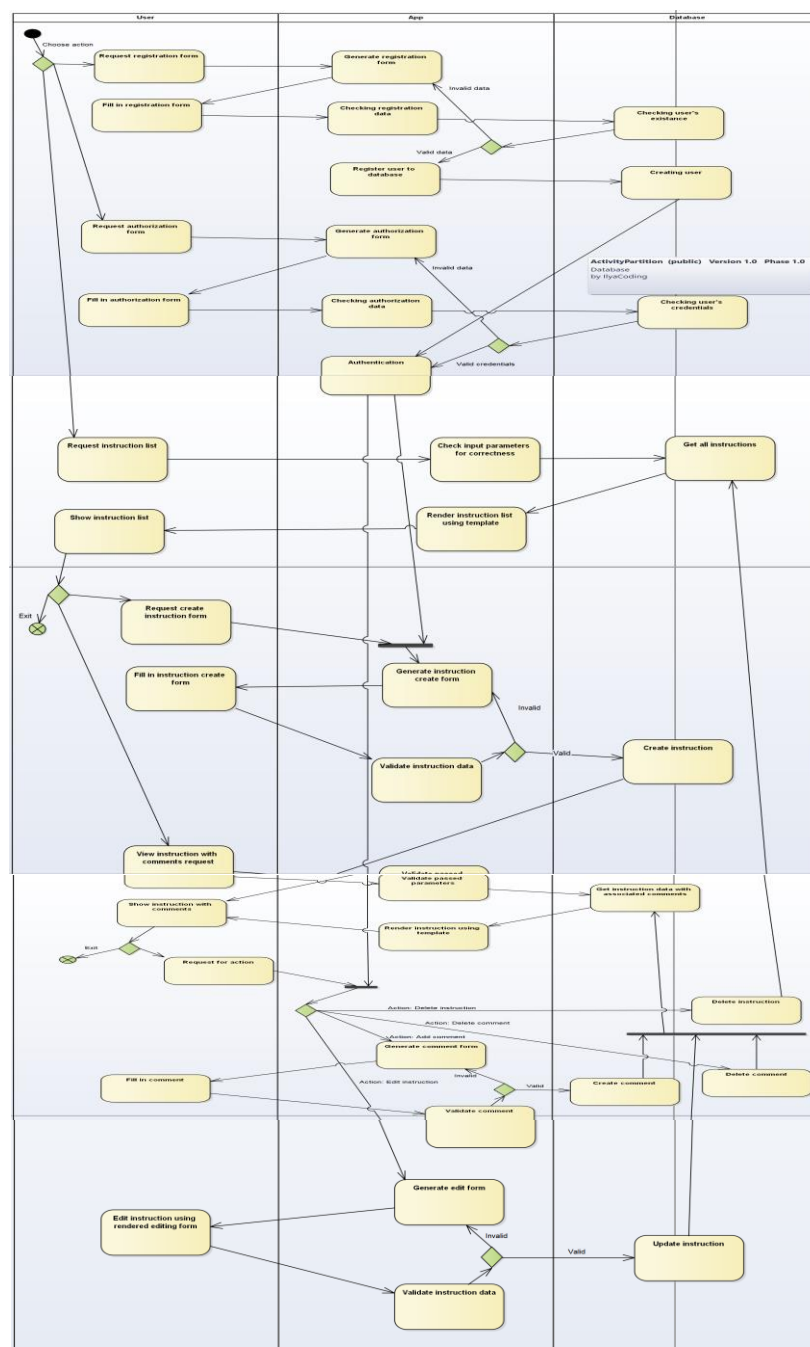 User
App
Database
Choose action
Request registration form
Generate registration
form
Invalid data
Fill in registration form
Checking registration
data
Checking user's
existance
Valid data
Register user to
database
Creating user
Request authorization
form
Generate authorization
form
Invalid data
ActivityPartition (public) Version 1.0 Phase 1.0
Database
by IlyaCoding
Fill in authorization form
Checking authorization
data
Checking user's
credentials
Authentication
Valid credentials
Request instruction list
Check input parameters
for correctness
Get all instructions
Show instruction list
Render instruction list
using template
Exit
Request create
instruction form
Fill in instruction create
form
Generate instruction
create form
Invalid
Validate instruction data
Valid
Create instruction
View instruction with
comments request
Validate passed
Validate passed
parameters
Get instruction data with
associated comments
Show instruction with
comments
Render instruction using
template
Exit
Request for action
Action: Delete instruction
Delete instruction
Action: Delete comment
Action: Add comment
Generate comment form
Invalid
Fill in comment
Action: Edit instruction
Valid
Create comment
Delete comment
Validate comment
Generate edit form
Edit instruction using
rendered editing form
Invalid
Valid
Update instruction
Validate instruction data